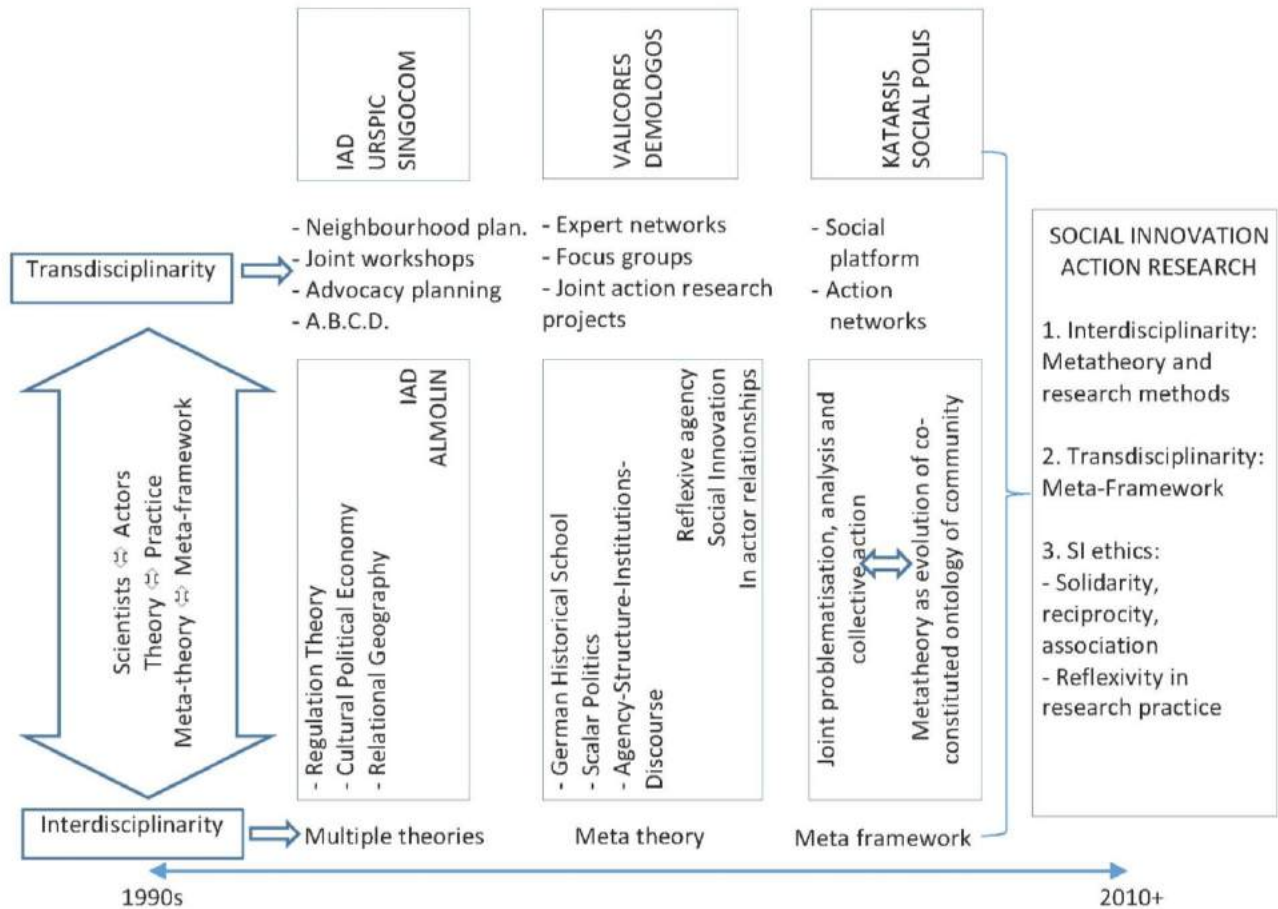 IAD
URSPIC
SINGOCOM
VALICORES
DEMOLOGOS
KATARSIS
SOCIAL POLIS
Transdisciplinarity
- Neighbourhood plan.
- Joint workshops
- Advocacy planning
- A.B.C.D.
- Expert networks
- Focus groups
- Joint action research
projects
- Social
platform
- Action
networks
Scientists ⇔ Actors
Theory ⇔ Practice
Meta-theory ⇔ Meta-framework
- Regulation Theory
- Cultural Political Economy
- Relational Geography
IAD
ALMOLIN
- German Historical School
- Scalar Politics
- Agency-Structure-Institutions-
Discourse
Reflexive agency
Social Innovation
In actor relationships
Joint problematisation, analysis and
collective action
Metatheory as evolution of co-
constituted ontology of community
Interdisciplinarity
Multiple theories
Meta theory
Meta framework
SOCIAL INNOVATION
ACTION RESEARCH
1. Interdisciplinarity:
Metatheory and
research methods
2. Transdisciplinarity:
Meta-Framework
3. SI ethics:
- Solidarity,
reciprocity,
association
- Reflexivity in
research practice
1990s
2010+